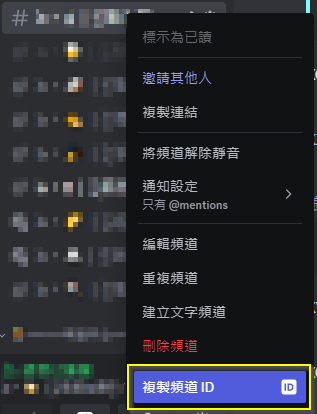 #
標示為已讀
邀請其他人
複製連結
將頻道解除靜音
通知設定
只有 @mentions
編輯頻道
重複頻道
建立文字頻道
刪除頻道
複製頻道 ID
ID